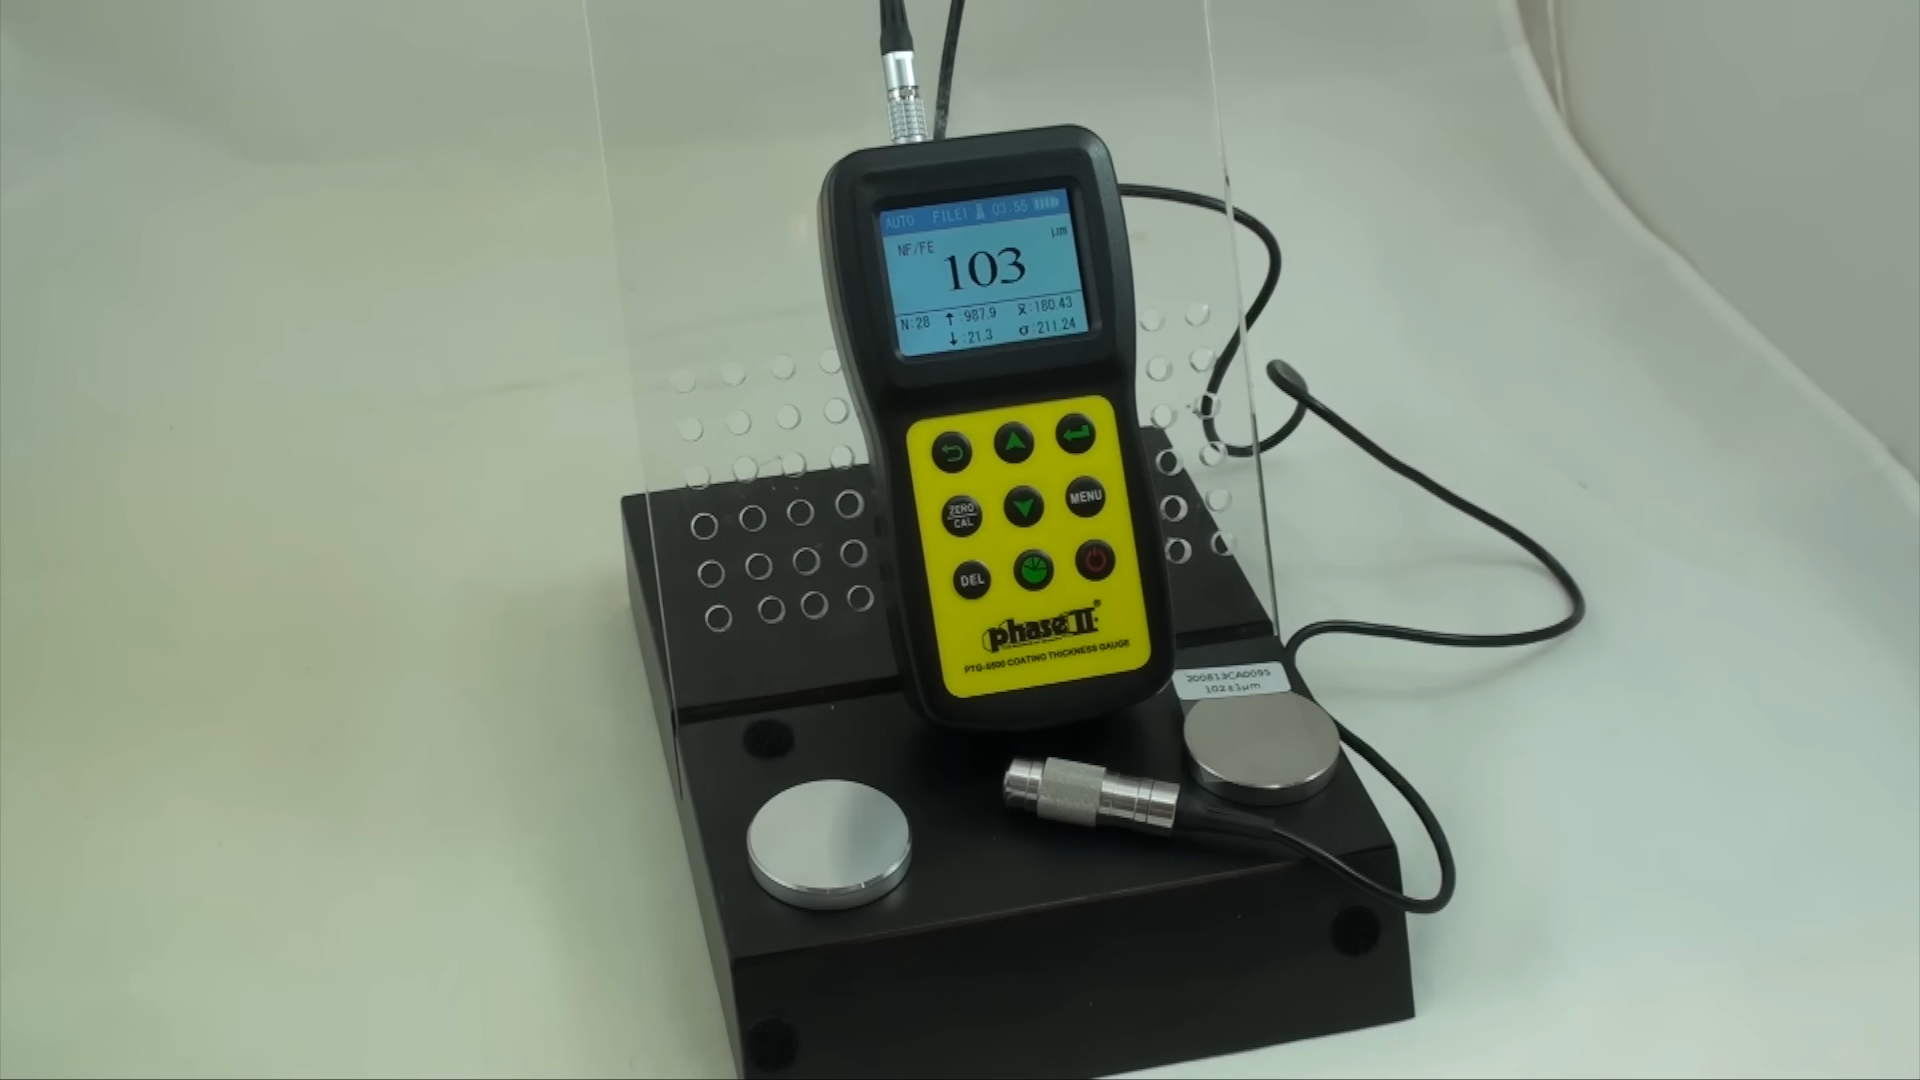 AUTO FILE1 03:55
NF/FE μm
103
N:28 ↑:987.9 x̄:180.43
↓:21.3 σ:211.24
ZERO
CAL
MENU
DEL
phase II®
PTG-5500 COATING THICKNESS GAUGE
200813CA0095
102±1μm